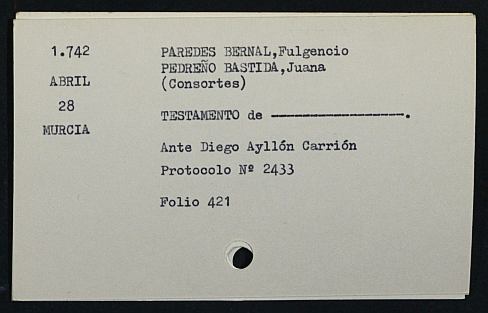 1.742
ABRIL
28
MURCIA
PAREDES BERNAL,Fulgencio
PEDREÑO BASTIDA,Juana
(Consortes)
TESTAMENTO de ——————————.
Ante Diego Ayllón Carrión
Protocolo Nº 2433
Folio 421